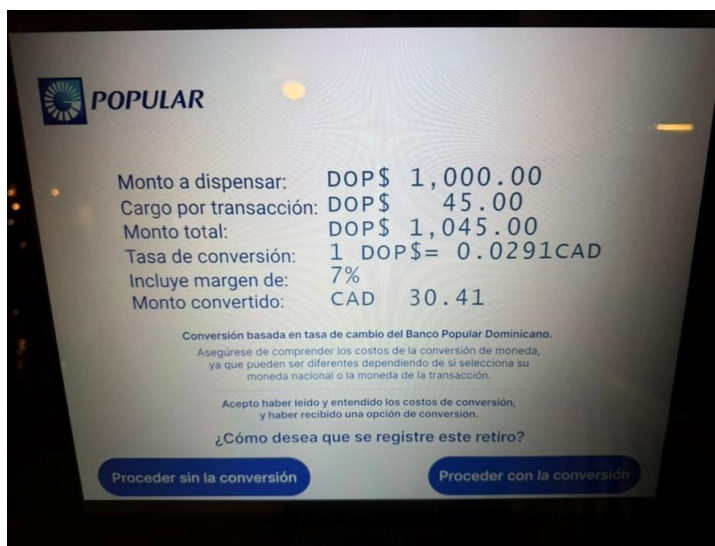 POPULAR
Monto a dispensar: DOP$ 1,000.00
Cargo por transacción: DOP$ 45.00
Monto total: DOP$ 1,045.00
Tasa de conversión: 1 DOP$= 0.0291CAD
Incluye margen de: 7%
Monto convertido: CAD 30.41
Conversión basada en tasa de cambio del Banco Popular Dominicano.
Asegúrese de comprender los costos de la conversión de moneda,
ya que pueden ser diferentes dependiendo de si selecciona su
moneda nacional o la moneda de la transacción.
Acepto haber leído y entendido los costos de conversión,
y haber recibido una opción de conversión.
¿Cómo desea que se registre este retiro?
Proceder sin la conversión
Proceder con la conversión